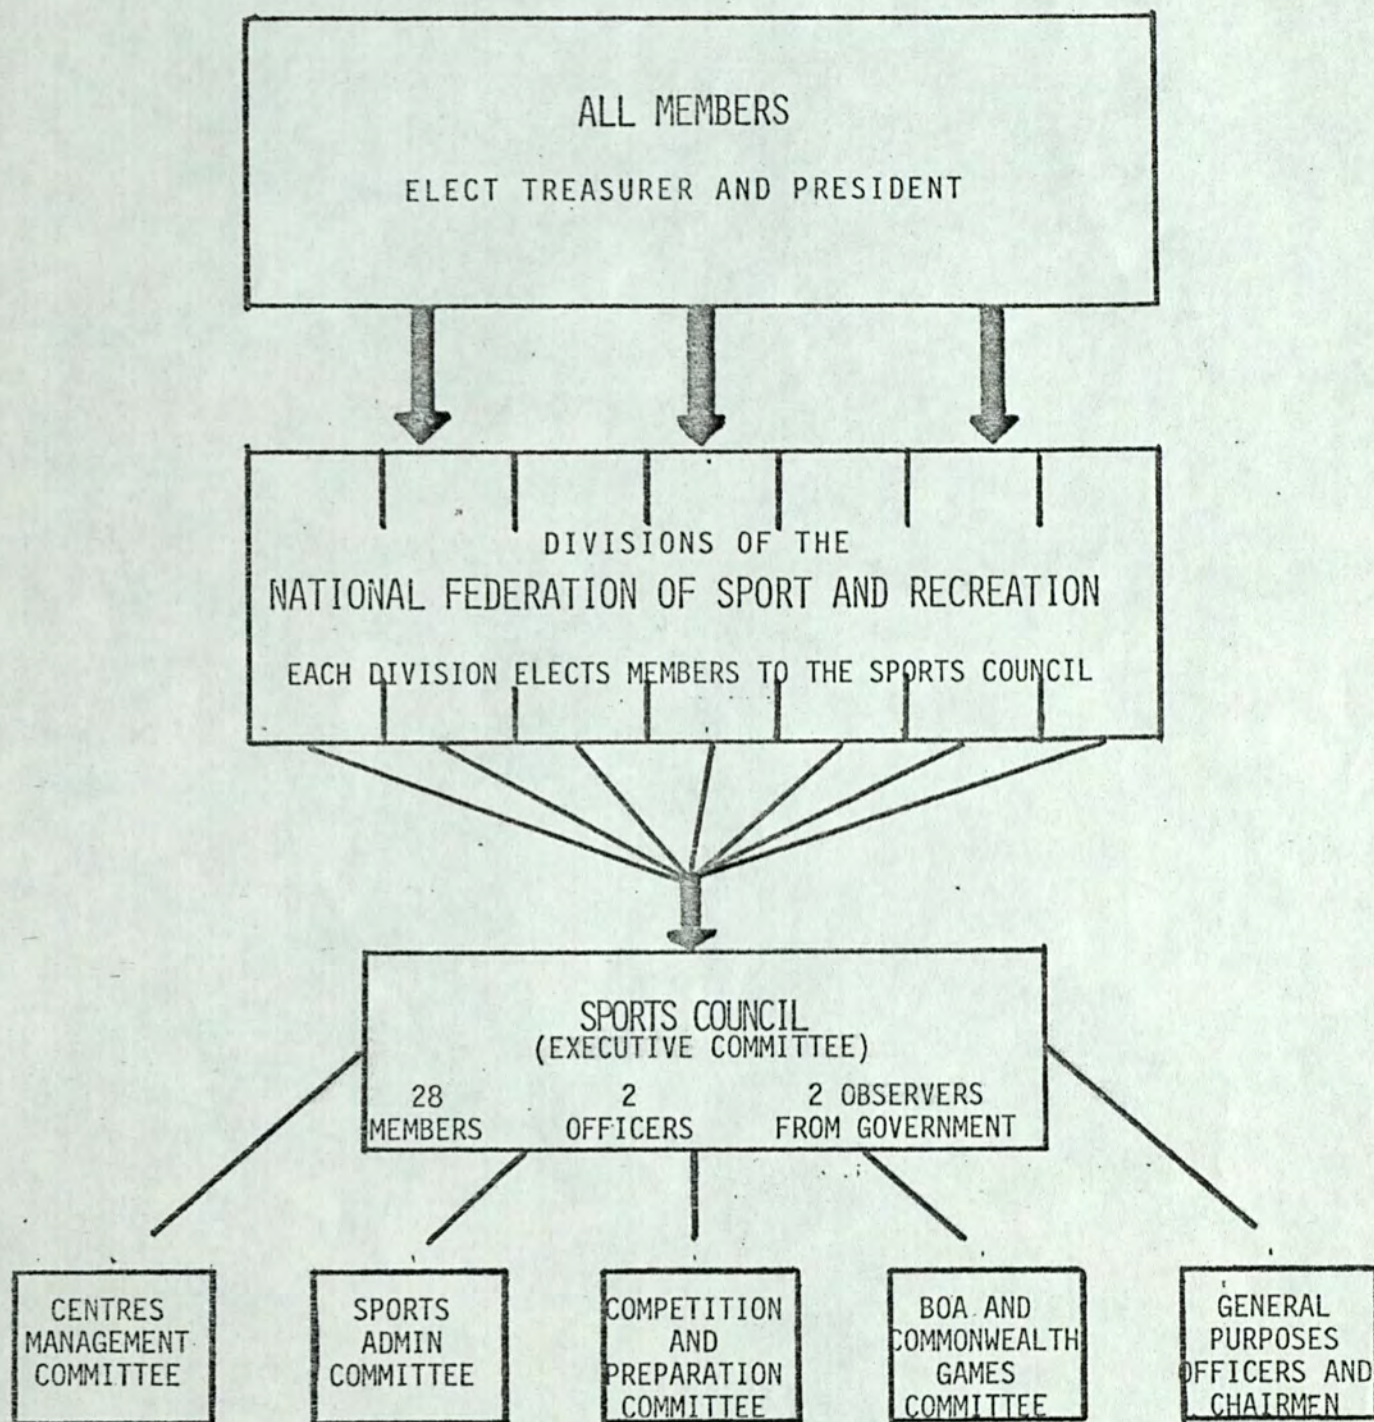 ALL MEMBERS
ELECT TREASURER AND PRESIDENT
DIVISIONS OF THE
NATIONAL FEDERATION OF SPORT AND RECREATION
EACH DIVISION ELECTS MEMBERS TO THE SPORTS COUNCIL
SPORTS COUNCIL
(EXECUTIVE COMMITTEE)
28
MEMBERS
2
OFFICERS
2 OBSERVERS
FROM GOVERNMENT
CENTRES
MANAGEMENT
COMMITTEE
SPORTS
ADMIN
COMMITTEE
COMPETITION
AND
PREPARATION
COMMITTEE
BOA AND
COMMONWEALTH
GAMES
COMMITTEE
GENERAL
PURPOSES
OFFICERS AND
CHAIRMEN